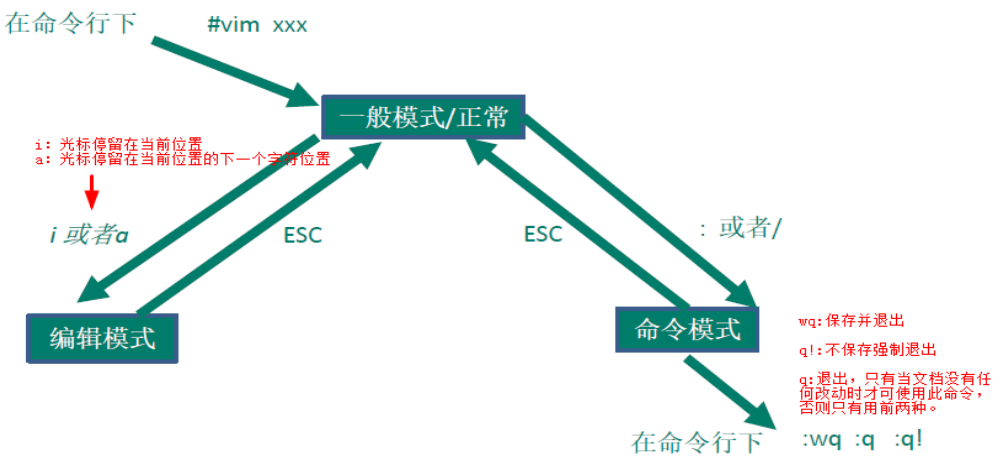 在命令行下 #vim xxx
一般模式/正常
i：光标停留在当前位置
a：光标停留在当前位置的下一个字符位置
i 或者a
ESC
ESC
：或者/
编辑模式
命令模式
wq:保存并退出
q!:不保存强制退出
q:退出，只有当文档没有任
何改动时才可使用此命令，
否则只有用前两种。
在命令行下 :wq :q :q!